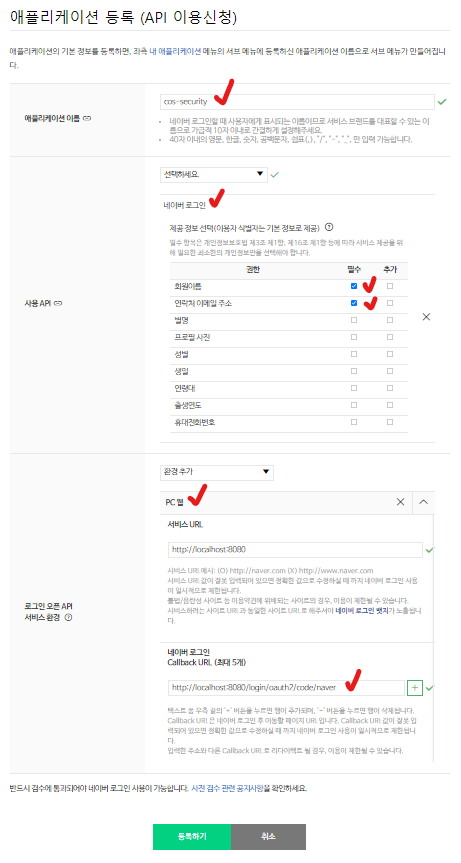 애플리케이션 등록 (API 이용신청)
애플리케이션의 기본 정보를 등록하면, 좌측 내 애플리케이션 메뉴의 서브 메뉴에 등록하신 애플리케이션 이름으로 서브 메뉴가 만들어집니
다.
애플리케이션 이름
cos-security
네이버 로그인할 때 사용자에게 표시되는 이름이므로 서비스 브랜드를 대표할 수 있는 이
름으로 가급적 10자 이내로 간결하게 설정해주세요.
40자 이내의 영문, 한글, 숫자, 공백문자, 쉼표(,), "/", "-", "_", 만 입력 가능합니다.
사용 API
선택하세요.
네이버 로그인
제공 정보 선택(이용자 식별자는 기본 정보로 제공)
필수 항목은 개인정보보호법 제3조 제1항, 제16조 제1항 등에 따라 서비스 제공을 위
해 필요한 최소한의 개인정보만을 선택해야 합니다.
권한 필수 추가
회원이름
연락처 이메일 주소
별명
프로필 사진
성별
생일
연령대
출생연도
휴대전화번호
로그인 오픈 API
서비스 환경
환경 추가
PC 웹
서비스 URL
http://localhost:8080
서비스 URL 예시: (O) http://naver.com (X) http://www.naver.com
서비스 URL 값이 잘못 입력되어 있으면 정확한 값으로 수정하실 때 까지 네이버 로그인 사용
이 일시적으로 제한됩니다.
불법/음란성 사이트 등 이용약관에 위배되는 사이트의 경우, 이용이 제한될 수 있습니다.
서비스하려는 사이트 URL과 동일한 사이트 URL로 해주셔야 네이버 로그인 뱃지가 노출됩니
다.
네이버 로그인
Callback URL (최대 5개)
http://localhost:8080/login/oauth2/code/naver
텍스트 폼 우측 끝의 '+' 버튼을 누르면 행이 추가되며, '-' 버튼을 누르면 행이 삭제됩니다.
Callback URL은 네이버 로그인 후 이동할 페이지 URL입니다. Callback URL값이 잘못 입
력되어 있으면 정확한 값으로 수정하실 때 까지 네이버 로그인 사용이 일시적으로 제한됩니
다.
입력한 주소와 다른 Callback URL로 리다이렉트 될 경우, 이용이 제한될 수 있습니다.
반드시 검수에 통과되어야 네이버 로그인 사용이 가능합니다. 사전 검수 관련 공지사항을 확인하세요.
등록하기 취소